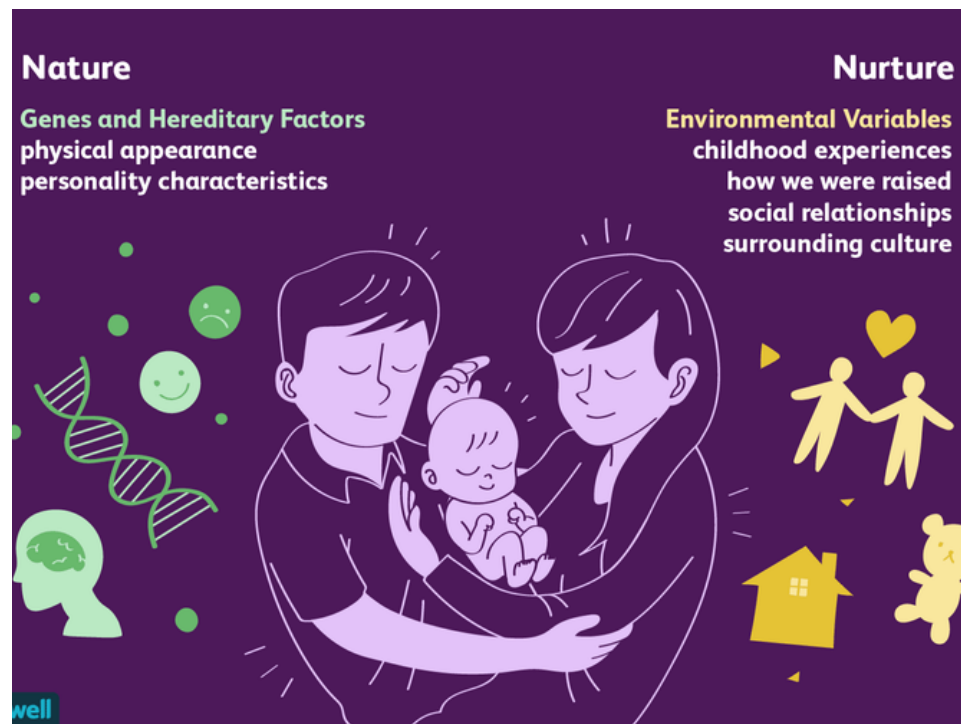 Nature
Genes and Hereditary Factors
physical appearance
personality characteristics
Nurture
Environmental Variables
childhood experiences
how we were raised
social relationships
surrounding culture
well